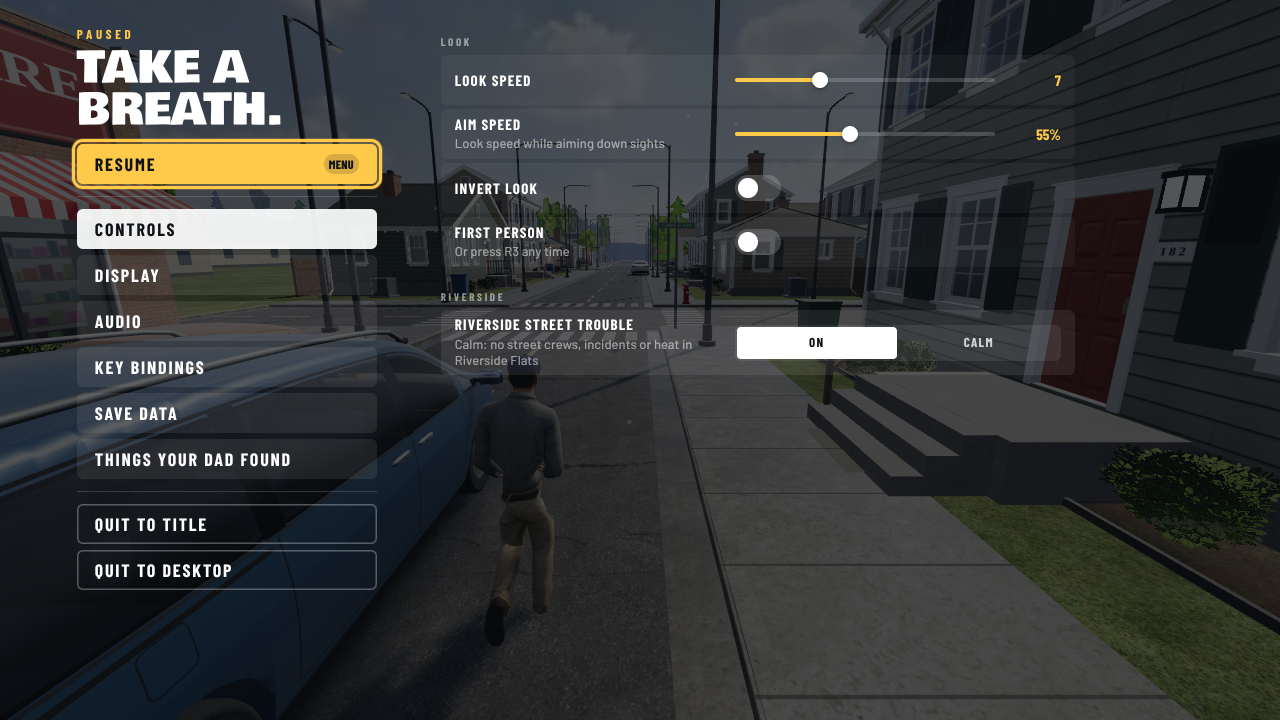 PAUSED
TAKE A
BREATH.
RESUME MENU
CONTROLS
DISPLAY
AUDIO
KEY BINDINGS
SAVE DATA
THINGS YOUR DAD FOUND
QUIT TO TITLE
QUIT TO DESKTOP
LOOK
LOOK SPEED 7
AIM SPEED 55%
Look speed while aiming down sights
INVERT LOOK
FIRST PERSON
Or press R3 any time
RIVERSIDE
RIVERSIDE STREET TROUBLE ON CALM
Calm: no street crews, incidents or heat in
Riverside Flats
182